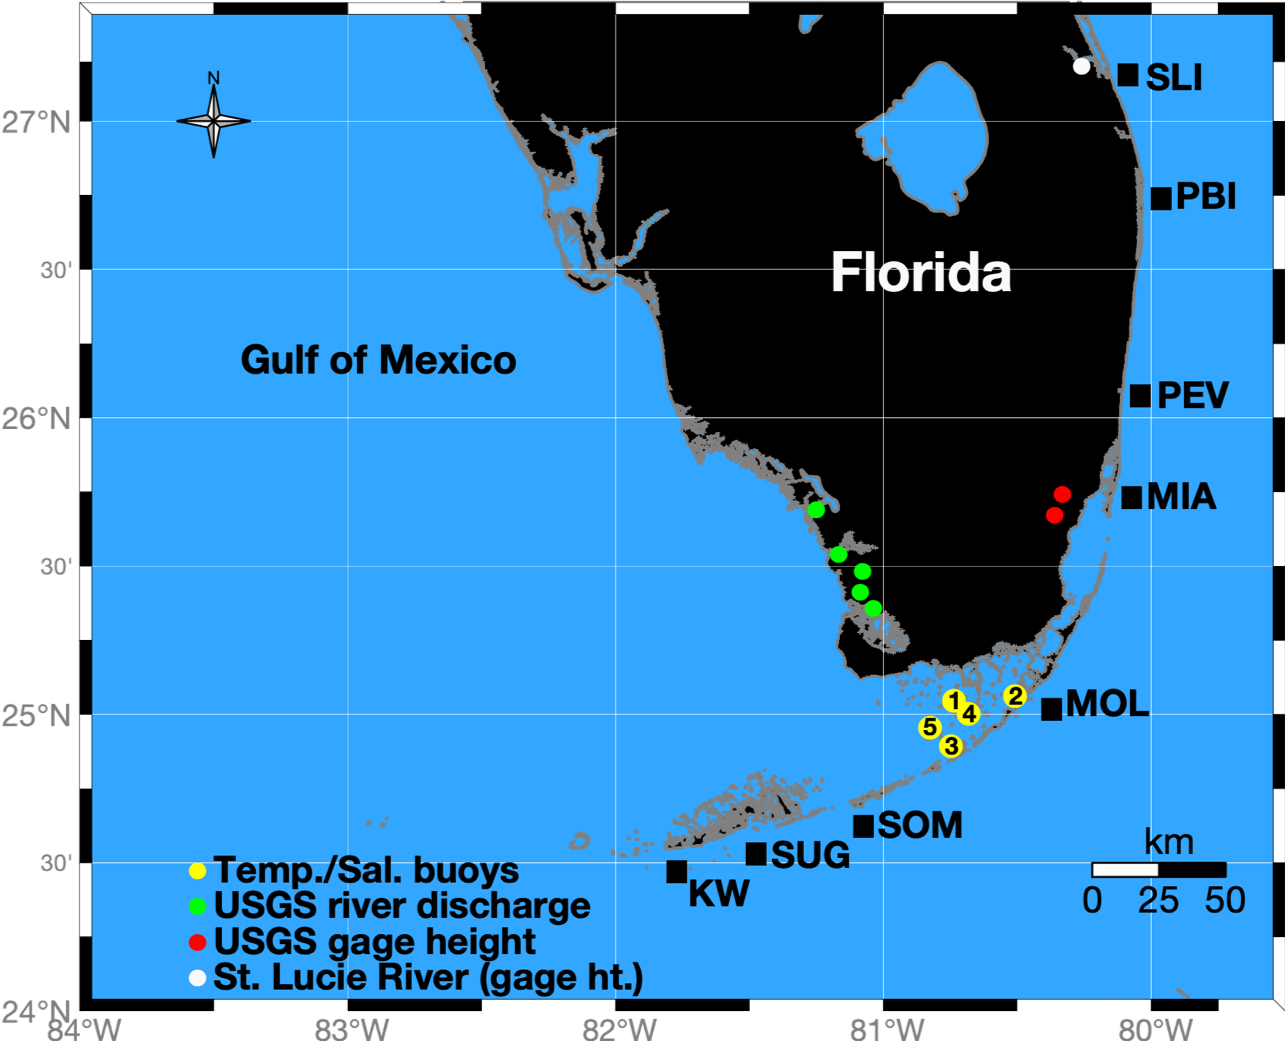 N
SLI
27°N
PBI
30'
Florida
Gulf of Mexico
PEV
26°N
MIA
30'
1
2
MOL
25°N
4
5
3
SOM
km
SUG
30'
Temp./Sal. buoys
KW
0 25 50
USGS river discharge
USGS gage height
St. Lucie River (gage ht.)
24°N
84°W 83°W 82°W 81°W 80°W